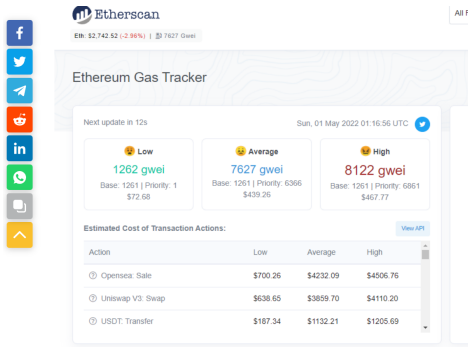 Etherscan
All F
Eth: $2,742.52 (-2.96%) | 7627 Gwei
Ethereum Gas Tracker
Next update in 12s
Sun, 01 May 2022 01:16:56 UTC
Low
1262 gwei
Base: 1261 | Priority: 1
$72.68
Average
7627 gwei
Base: 1261 | Priority: 6366
$439.26
High
8122 gwei
Base: 1261 | Priority: 6861
$467.77
Estimated Cost of Transaction Actions:
View API
Action Low Average High
Opensea: Sale $700.26 $4232.09 $4506.76
Uniswap V3: Swap $638.65 $3859.70 $4110.20
USDT: Transfer $187.34 $1132.21 $1205.69